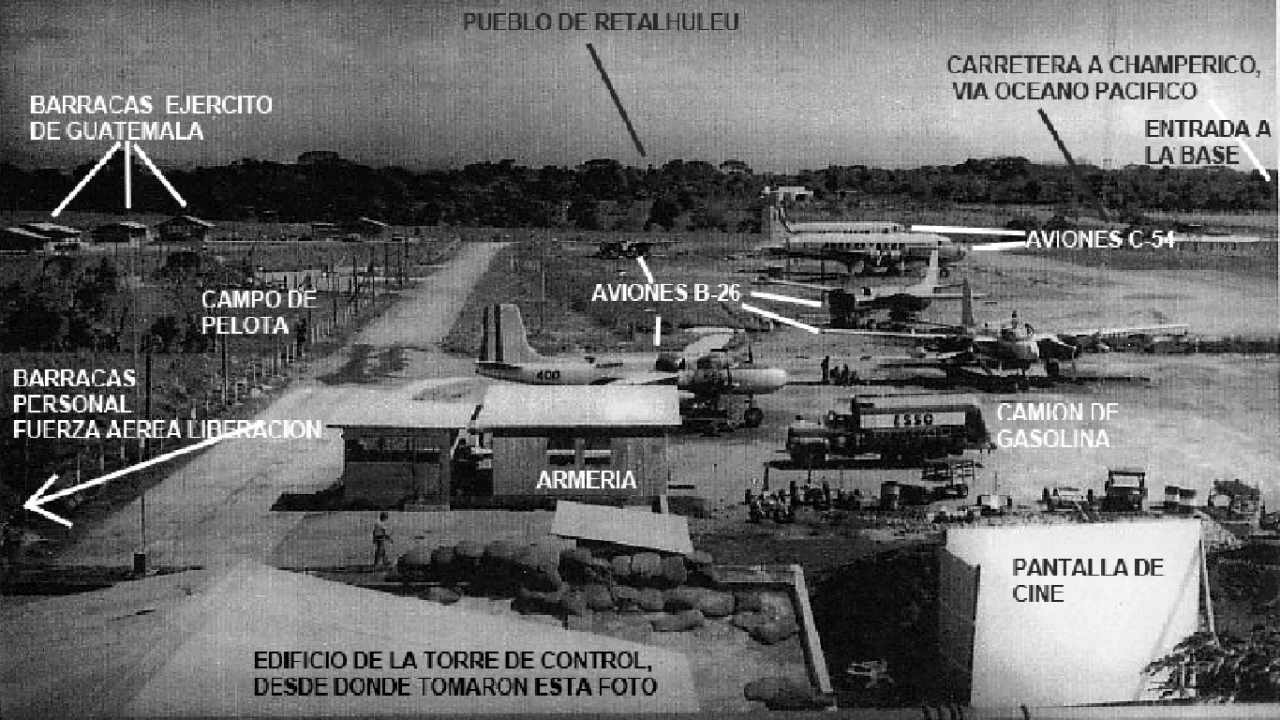 PUEBLO DE RETALHULEU
CARRETERA A CHAMPERICO,
VIA OCEANO PACIFICO
BARRACAS EJERCITO
DE GUATEMALA
ENTRADA A
LA BASE
AVIONES C-54
AVIONES B-26
CAMPO DE
PELOTA
BARRACAS
PERSONAL
FUERZA AEREA LIBERACION
400
ESSO
CAMION DE
GASOLINA
ARMERIA
PANTALLA DE
CINE
EDIFICIO DE LA TORRE DE CONTROL,
DESDE DONDE TOMARON ESTA FOTO